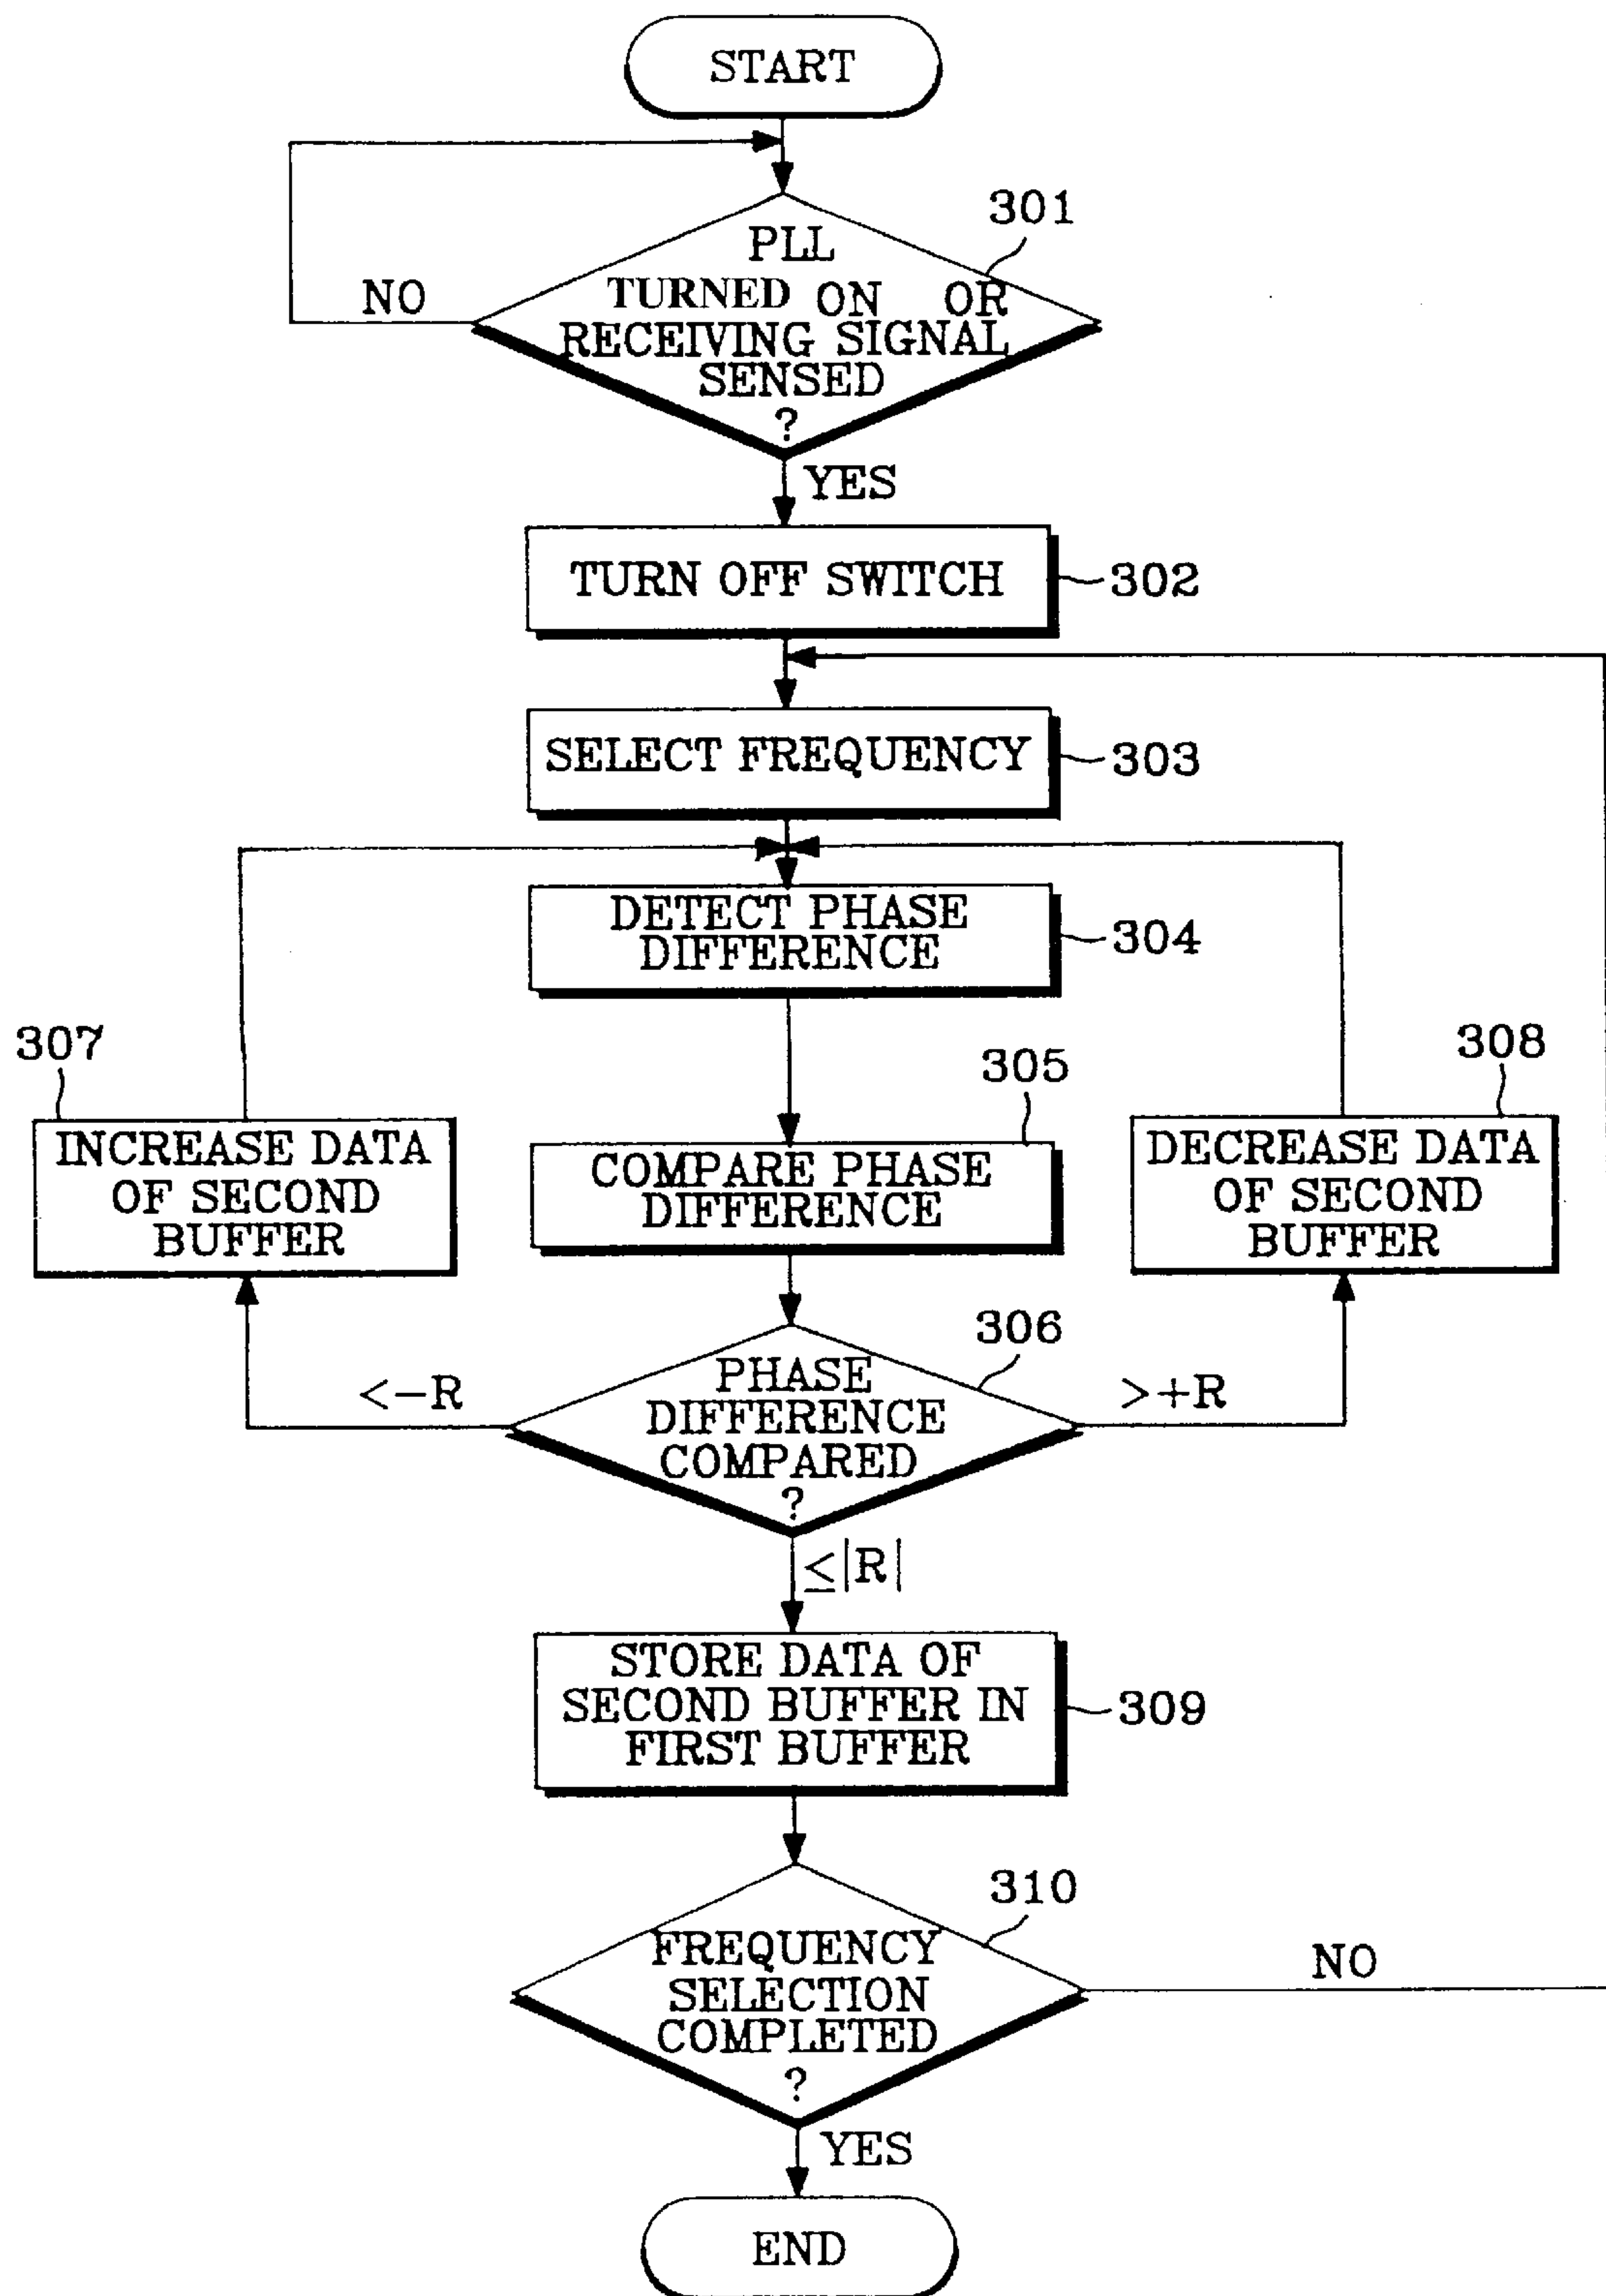 START
301
PLL
TURNED ON OR
RECEIVING SIGNAL
SENSED
?
NO
YES
TURN OFF SWITCH
302
SELECT FREQUENCY
303
DETECT PHASE
DIFFERENCE
304
307
INCREASE DATA
OF SECOND
BUFFER
305
COMPARE PHASE
DIFFERENCE
308
DECREASE DATA
OF SECOND
BUFFER
306
PHASE
DIFFERENCE
COMPARED
?
<-R
>+R
≤|R|
STORE DATA OF
SECOND BUFFER IN
FIRST BUFFER
309
310
FREQUENCY
SELECTION
COMPLETED
?
NO
YES
END